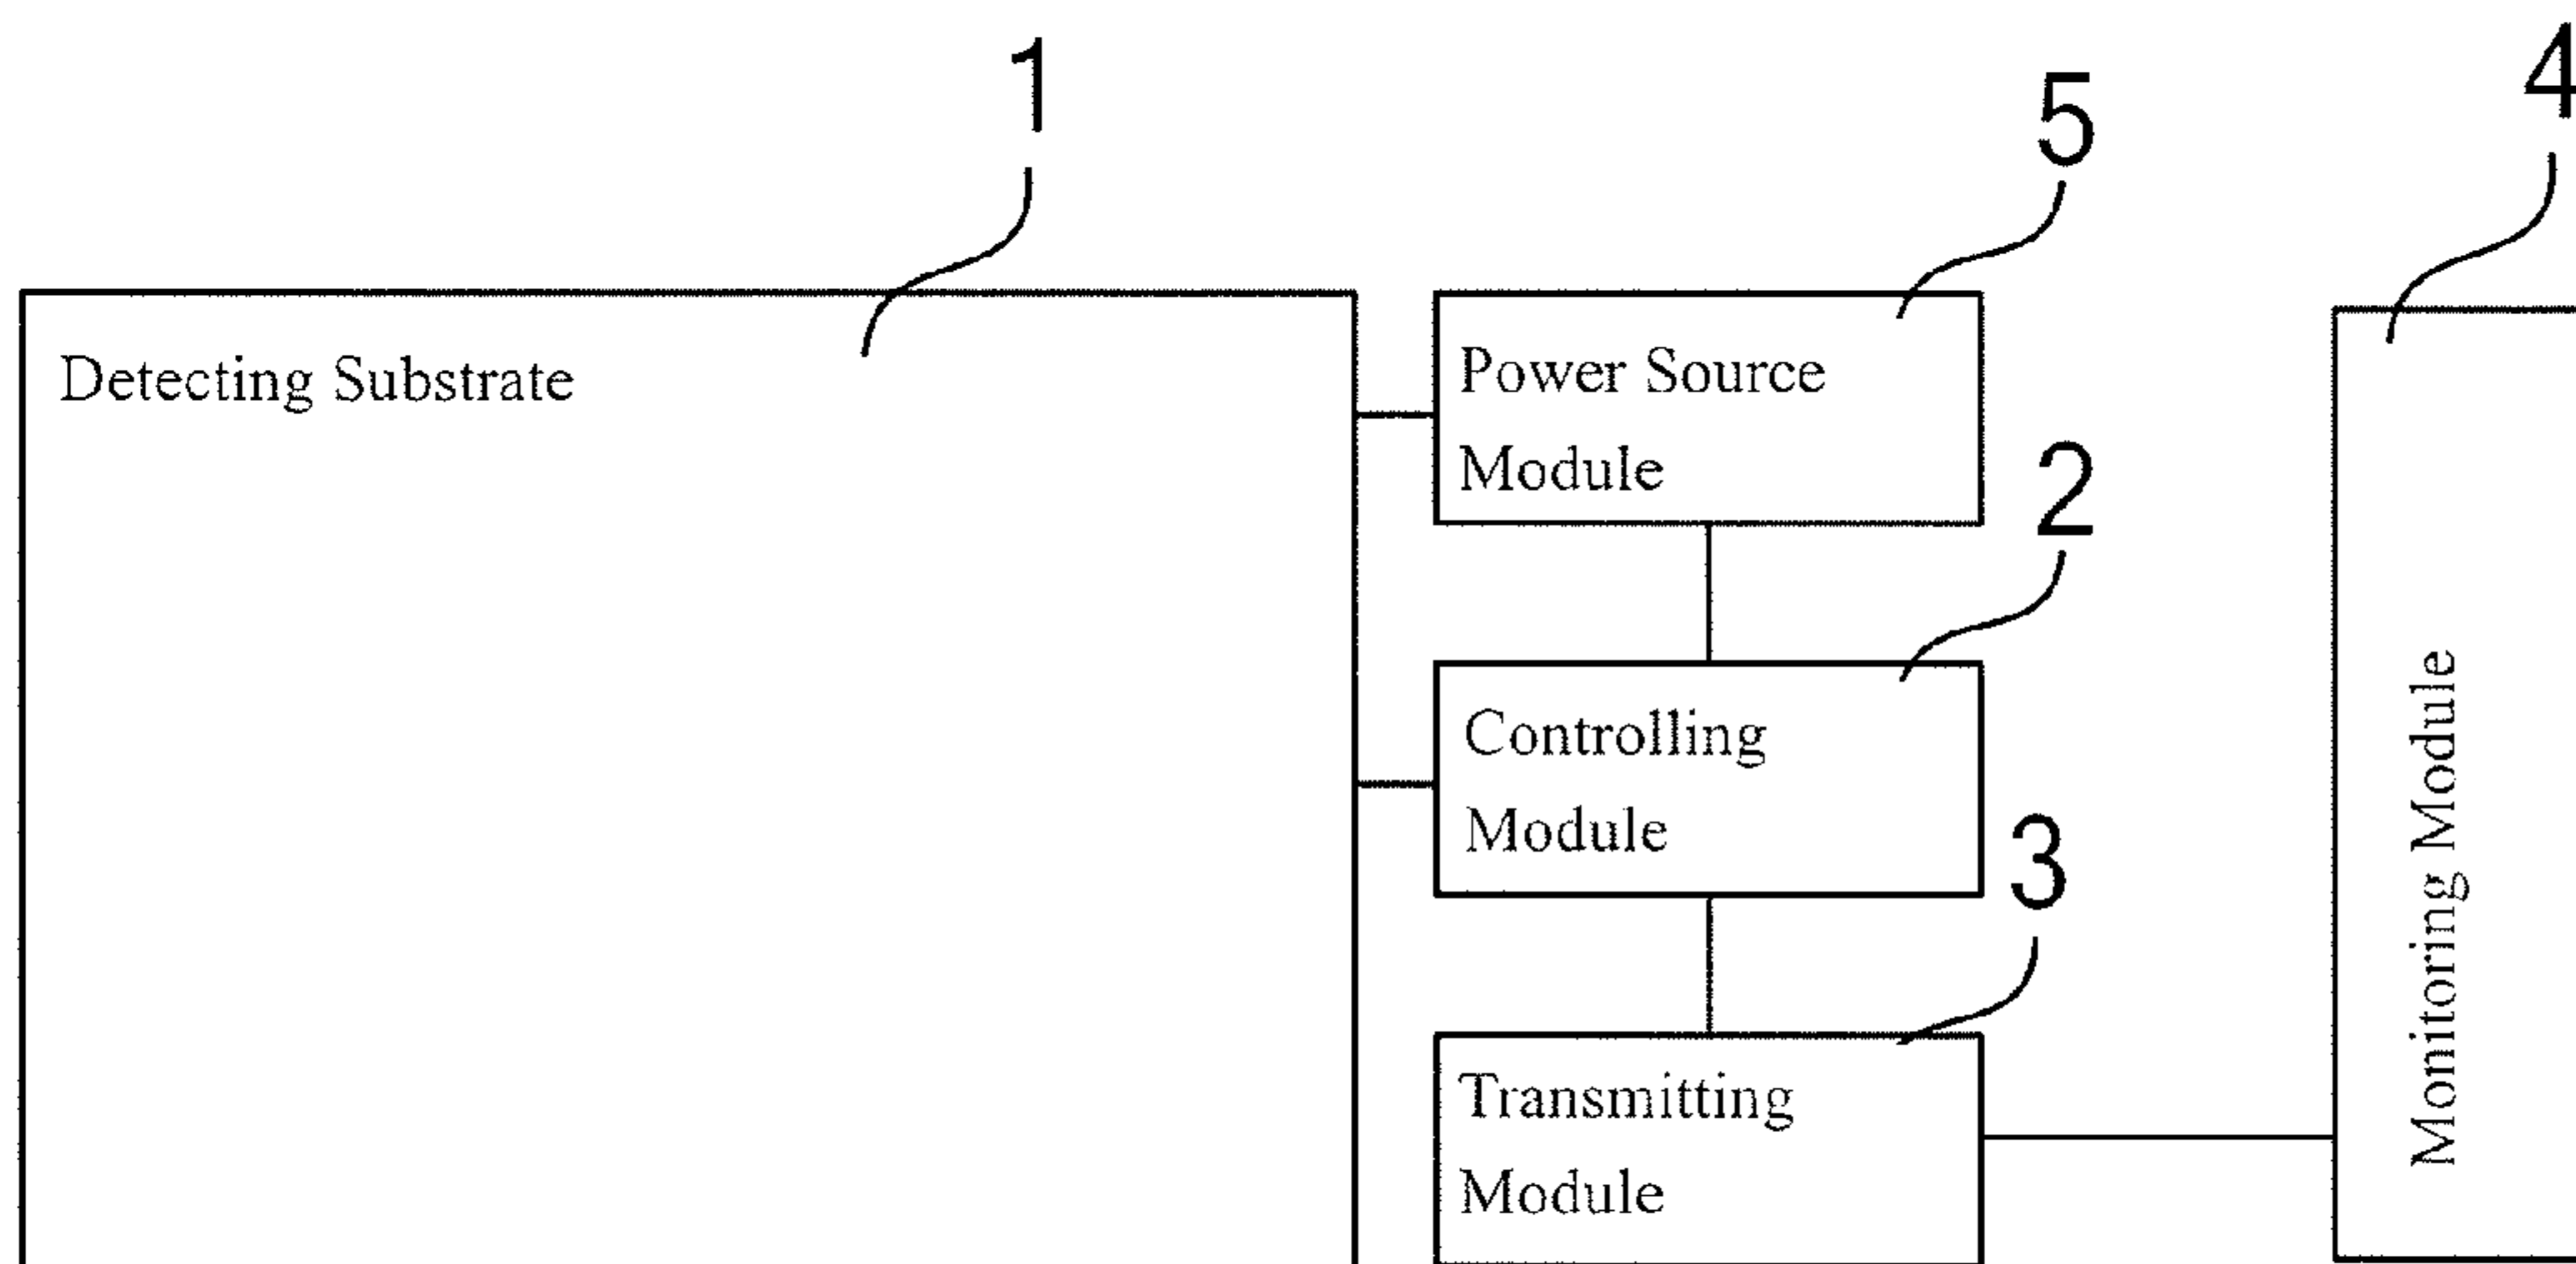 1
5
4
Detecting Substrate
Power Source
Module
2
Controlling
Module
3
Transmitting
Module
Monitoring Module